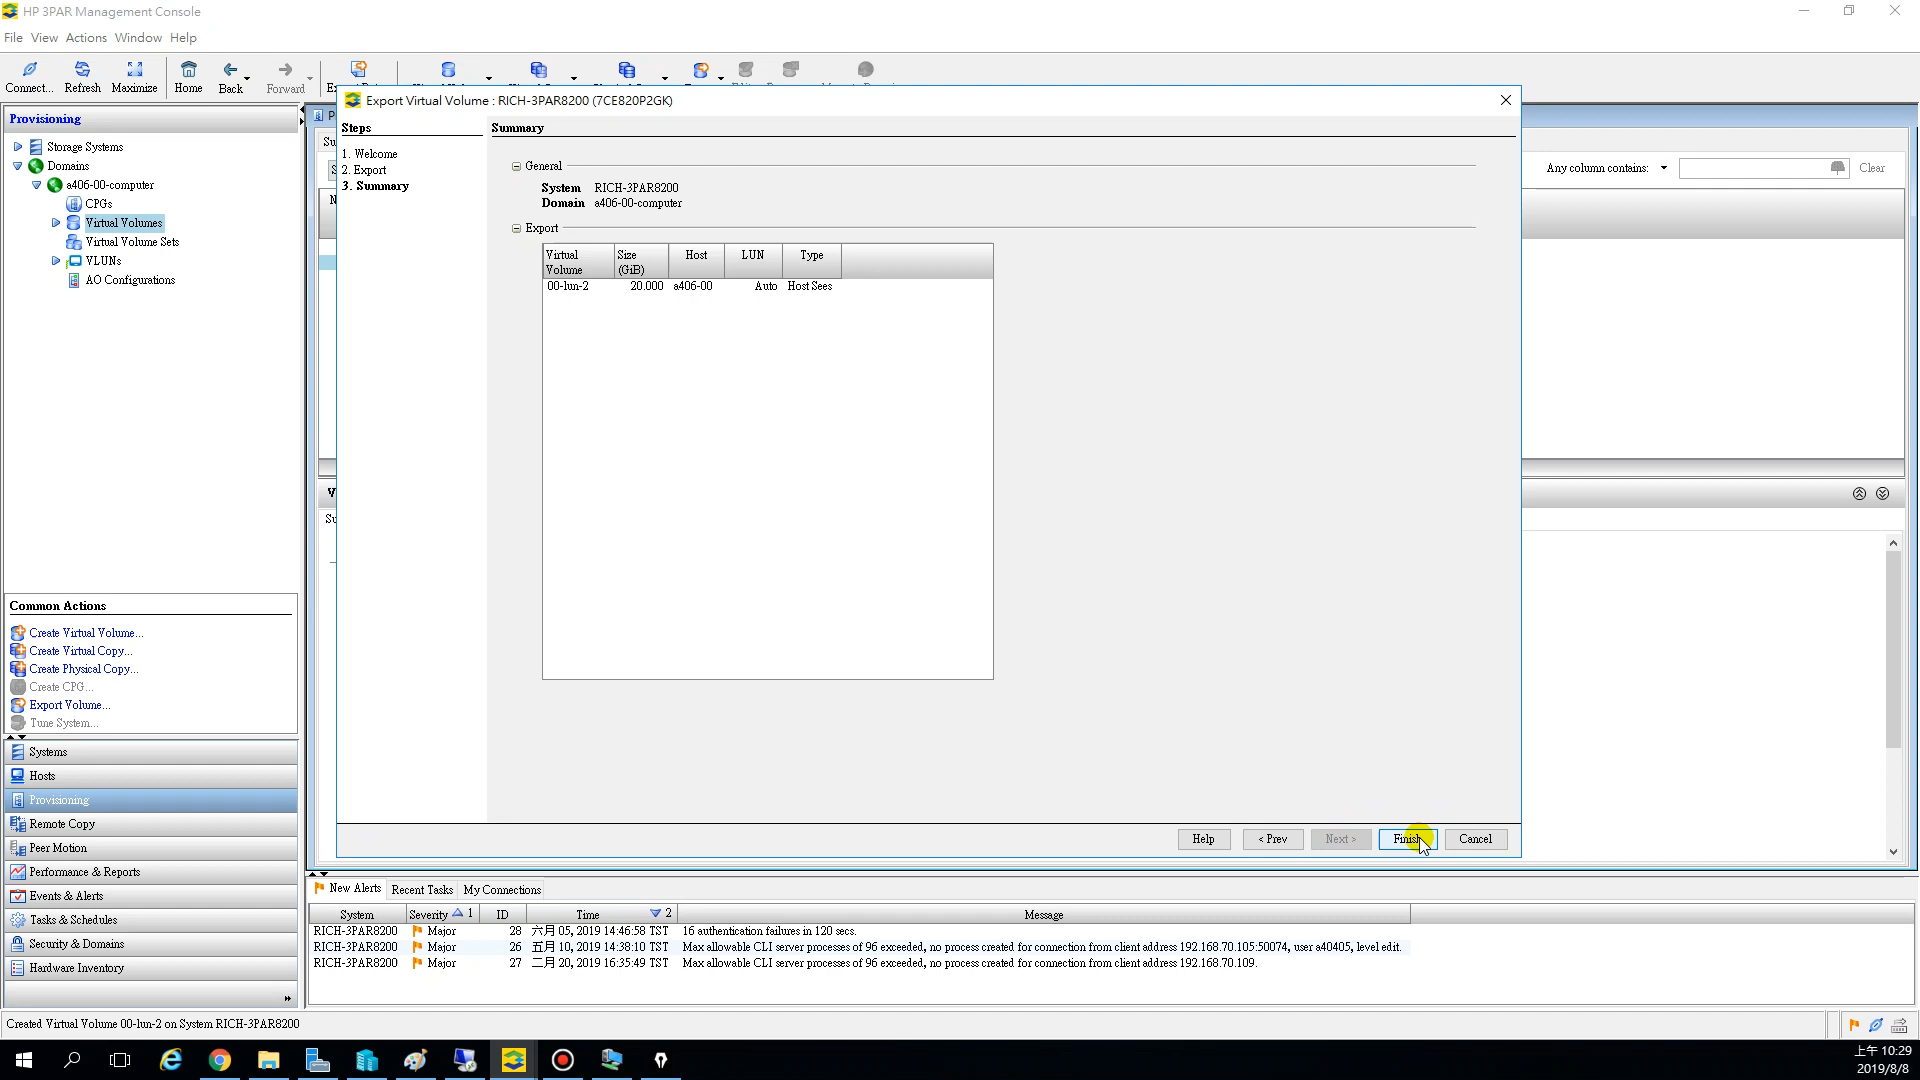 HP 3PAR Management Console
File View Actions Window Help
Connect... Refresh Maximize Home Back Forward
Export Virtual Volume : RICH-3PAR8200 (7CE820P2GK)
Provisioning
Storage Systems
Domains
a406-00-computer
CPGs
Virtual Volumes
Virtual Volume Sets
VLUNs
AO Configurations
Steps
1. Welcome
2. Export
3. Summary
Summary
General
System RICH-3PAR8200
Domain a406-00-computer
Export
Virtual Volume Size (GiB) Host LUN Type
00-lun-2 20.000 a406-00 Auto Host Sees
Any column contains: Clear
Help < Prev Next > Finish Cancel
Common Actions
Create Virtual Volume...
Create Virtual Copy...
Create Physical Copy...
Create CPG...
Export Volume...
Tune System...
Systems
Hosts
Provisioning
Remote Copy
Peer Motion
Performance & Reports
Events & Alerts
Tasks & Schedules
Security & Domains
Hardware Inventory
New Alerts Recent Tasks My Connections
System Severity 1 ID Time 2 Message
RICH-3PAR8200 Major 28 六月 05, 2019 14:46:58 TST 16 authentication failures in 120 secs.
RICH-3PAR8200 Major 26 五月 10, 2019 14:38:10 TST Max allowable CLI server processes of 96 exceeded, no process created for connection from client address 192.168.70.105:50074, user a40405, level edit.
RICH-3PAR8200 Major 27 二月 20, 2019 16:35:49 TST Max allowable CLI server processes of 96 exceeded, no process created for connection from client address 192.168.70.109.
Created Virtual Volume 00-lun-2 on System RICH-3PAR8200
上午 10:29
2019/8/8